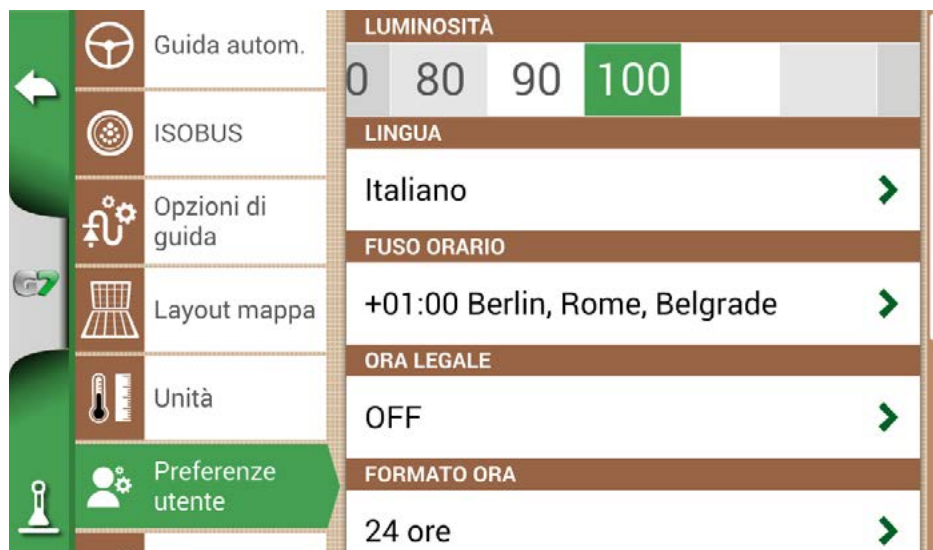 Guida autom.
ISOBUS
Opzioni di
guida
Layout mappa
Unità
Preferenze
utente
G7
LUMINOSITÀ
0 80 90 100
LINGUA
Italiano
FUSO ORARIO
+01:00 Berlin, Rome, Belgrade
ORA LEGALE
OFF
FORMATO ORA
24 ore